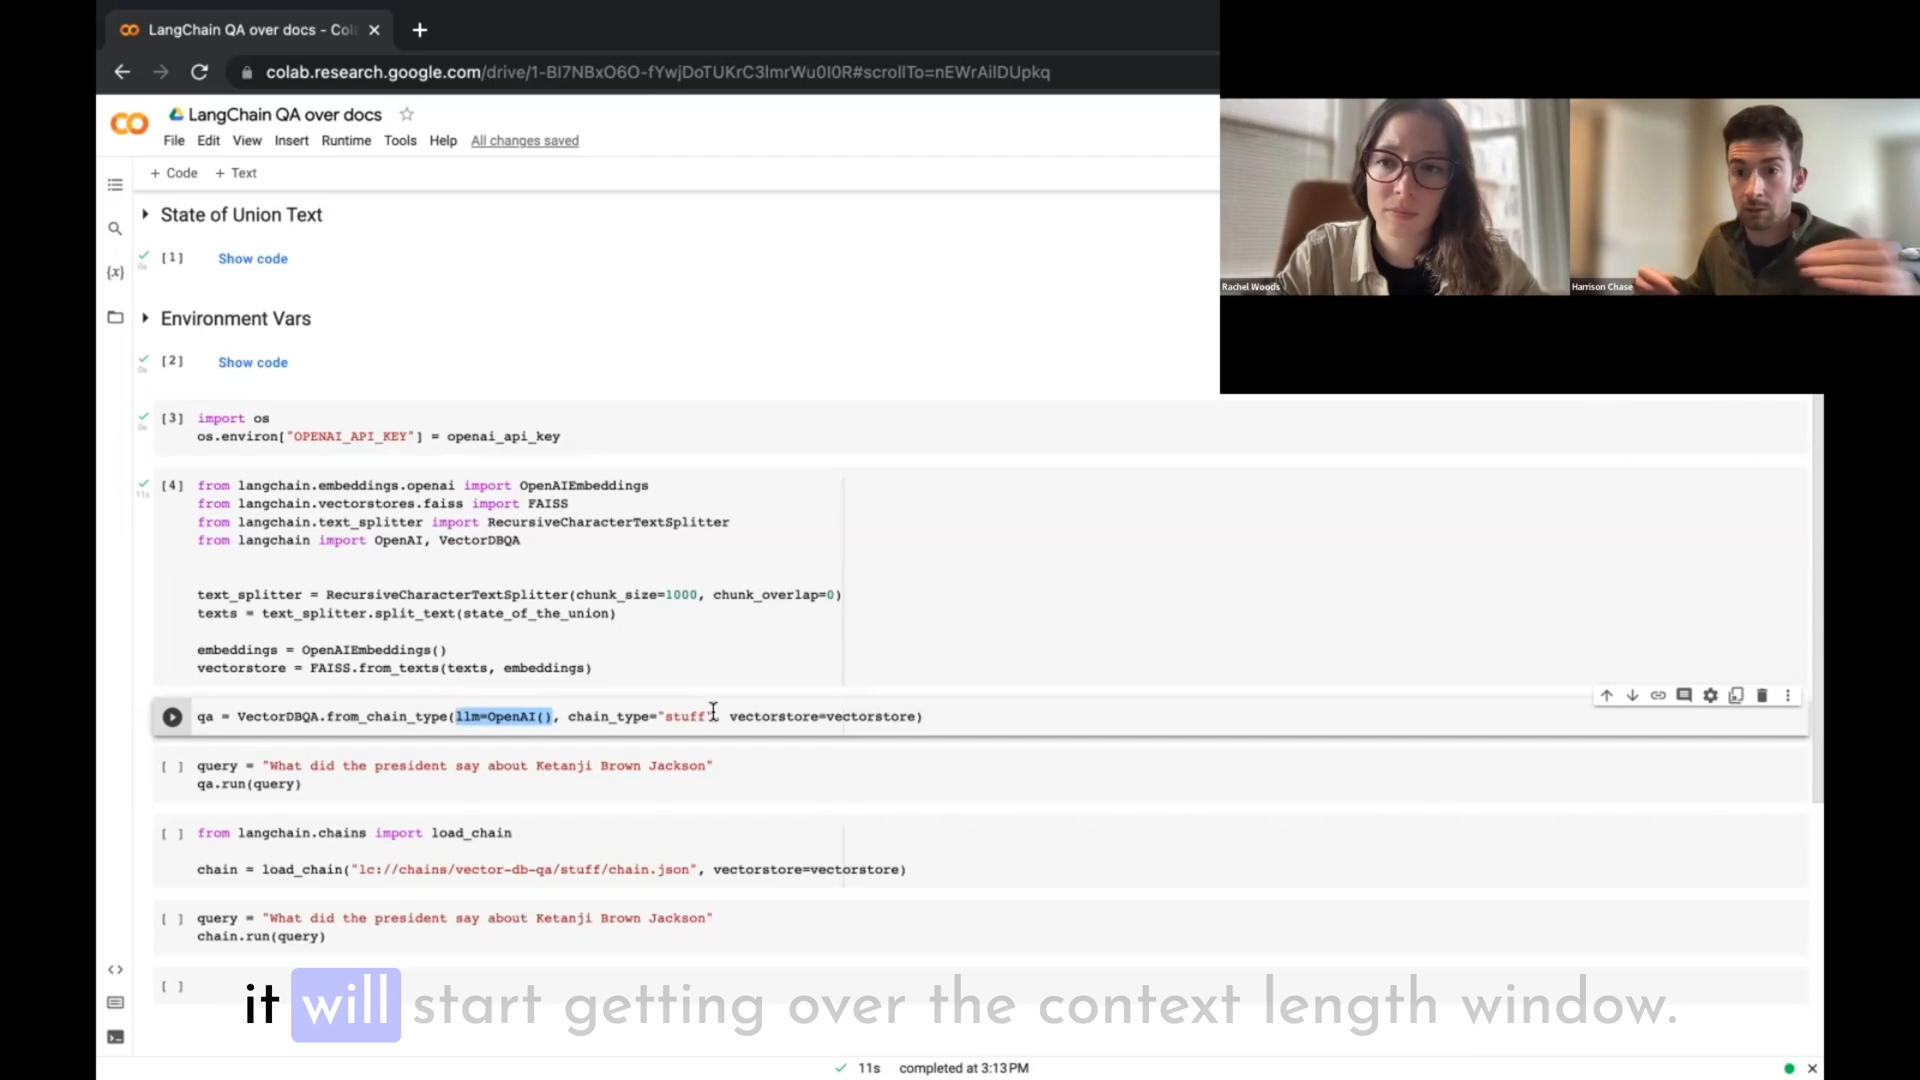 LangChain QA over docs - Col
colab.research.google.com/drive/1-BI7NBxO6O-fYwjDoTUKrC3ImrWu0I0R#scrollTo=nEWrAilDUpkq
LangChain QA over docs
File Edit View Insert Runtime Tools Help All changes saved
+ Code + Text
State of Union Text
[1] Show code
0s
Environment Vars
[2] Show code
0s
[3] import os
0s
os.environ["OPENAI_API_KEY"] = openai_api_key
[4] from langchain.embeddings.openai import OpenAIEmbeddings
11s
from langchain.vectorstores.faiss import FAISS
from langchain.text_splitter import RecursiveCharacterTextSplitter
from langchain import OpenAI, VectorDBQA
text_splitter = RecursiveCharacterTextSplitter(chunk_size=1000, chunk_overlap=0)
texts = text_splitter.split_text(state_of_the_union)
embeddings = OpenAIEmbeddings()
vectorstore = FAISS.from_texts(texts, embeddings)
qa = VectorDBQA.from_chain_type(llm=OpenAI(), chain_type="stuff", vectorstore=vectorstore)
[ ] query = "What did the president say about Ketanji Brown Jackson"
qa.run(query)
[ ] from langchain.chains import load_chain
chain = load_chain("lc://chains/vector-db-qa/stuff/chain.json", vectorstore=vectorstore)
[ ] query = "What did the president say about Ketanji Brown Jackson"
chain.run(query)
[ ]
it will start getting over the context length window.
11s completed at 3:13 PM
Rachel Woods
Harrison Chase